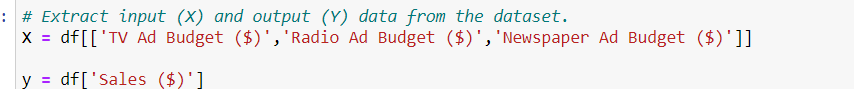 : # Extract input (X) and output (Y) data from the dataset.
X = df[['TV Ad Budget ($)','Radio Ad Budget ($)','Newspaper Ad Budget ($)']]
y = df['Sales ($)']